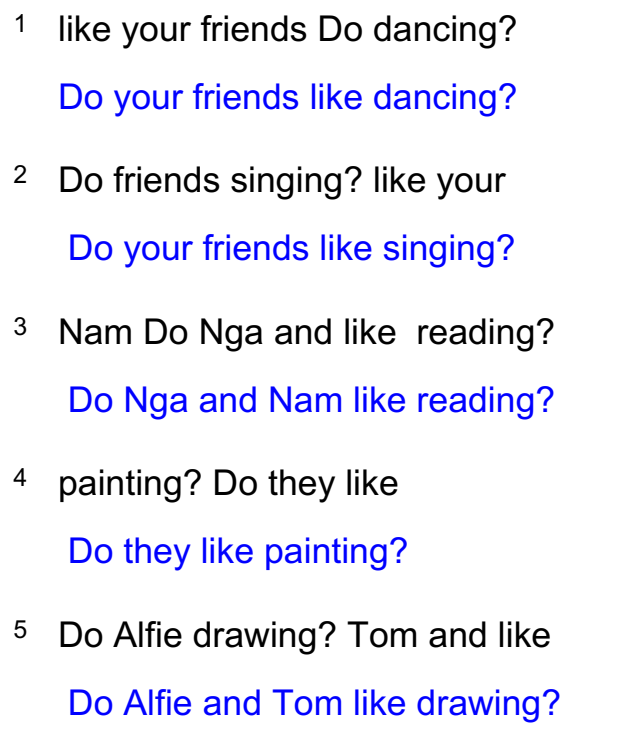 1 like your friends Do dancing?
Do your friends like dancing?
2 Do friends singing? like your
Do your friends like singing?
3 Nam Do Nga and like reading?
Do Nga and Nam like reading?
4 painting? Do they like
Do they like painting?
5 Do Alfie drawing? Tom and like
Do Alfie and Tom like drawing?